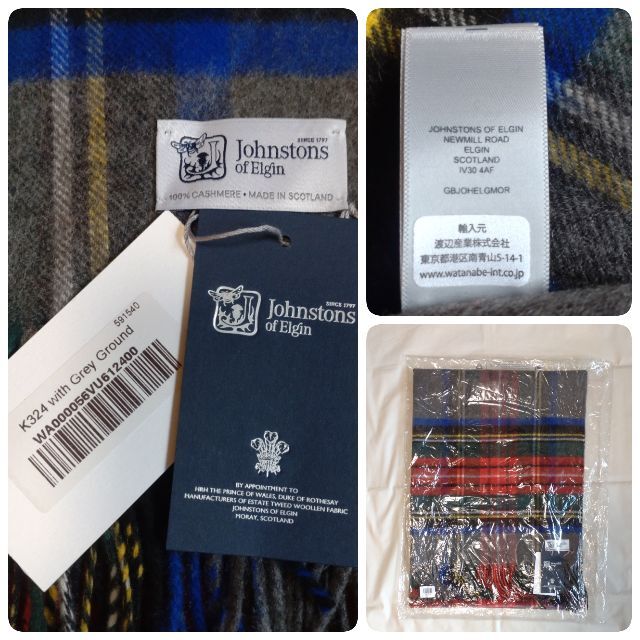 SINCE 1797
Johnstons
of Elgin
100% CASHMERE • MADE IN SCOTLAND
591540
K324 with Grey Ground
WA000056VU612400
SINCE 1797
Johnstons
of Elgin
BY APPOINTMENT TO
HRH THE PRINCE OF WALES, DUKE OF ROTHESAY
MANUFACTURERS OF ESTATE TWEED WOOLLEN FABRIC
JOHNSTONS OF ELGIN
MORAY, SCOTLAND
JOHNSTONS OF ELGIN
NEWMILL ROAD
ELGIN
SCOTLAND
IV30 4AF
GBJOHELGMOR
輸入元
渡辺産業株式会社
東京都港区南青山5-14-1
www.watanabe-int.co.jp